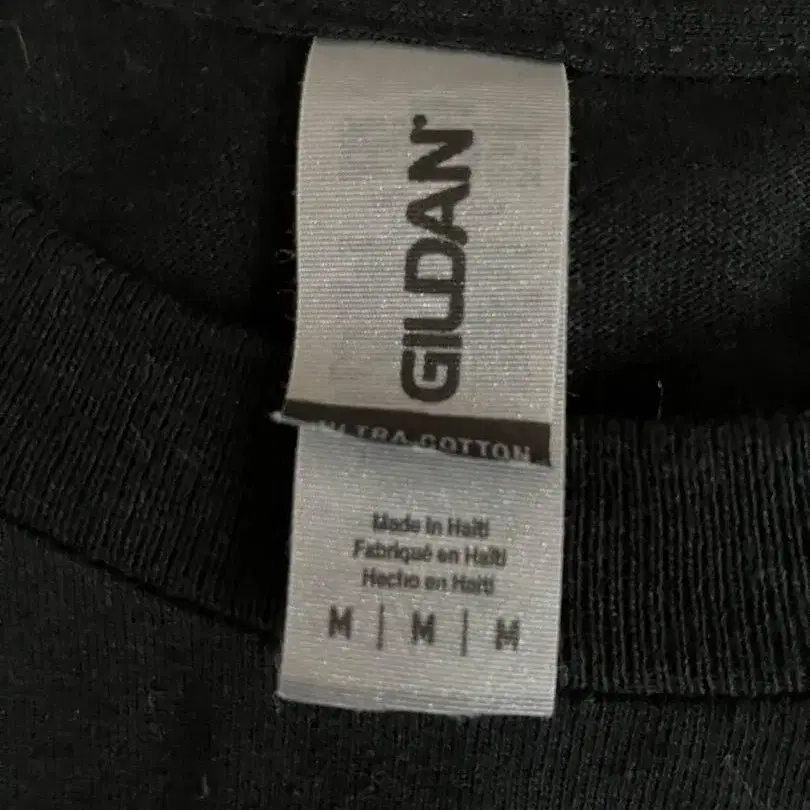 GILDAN
ULTRA COTTON
Made in Haiti
Fabriqué en Haïti
Hecho en Haití
M | M | M